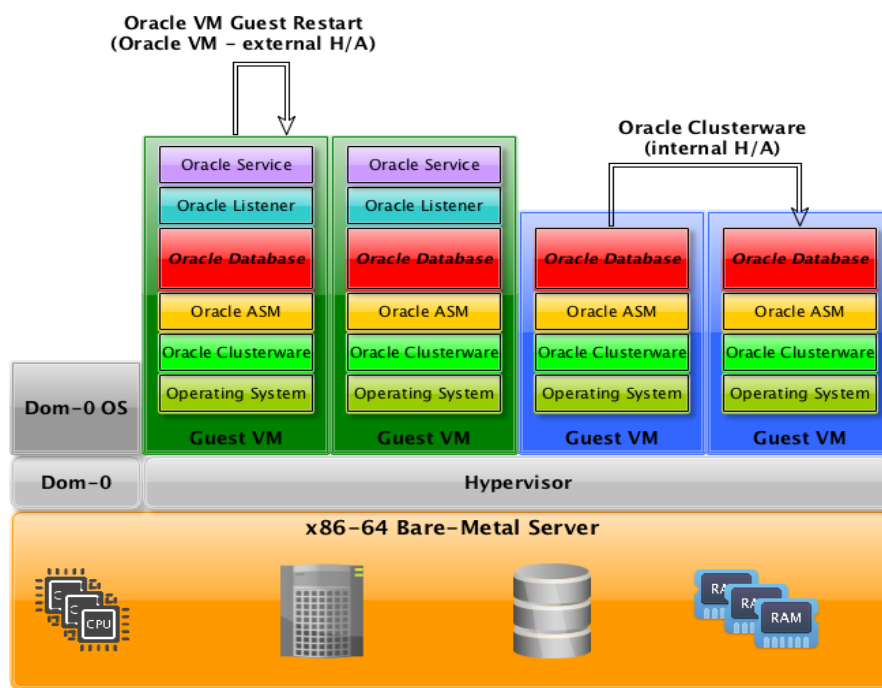 Oracle VM Guest Restart
(Oracle VM - external H/A)
Oracle Clusterware
(internal H/A)
Oracle Service
Oracle Listener
Oracle Database
Oracle ASM
Oracle Clusterware
Operating System
Guest VM
Oracle Service
Oracle Listener
Oracle Database
Oracle ASM
Oracle Clusterware
Operating System
Guest VM
Oracle Database
Oracle ASM
Oracle Clusterware
Operating System
Guest VM
Oracle Database
Oracle ASM
Oracle Clusterware
Operating System
Guest VM
Dom-0 OS
Dom-0
Hypervisor
x86-64 Bare-Metal Server
CPU
RAM